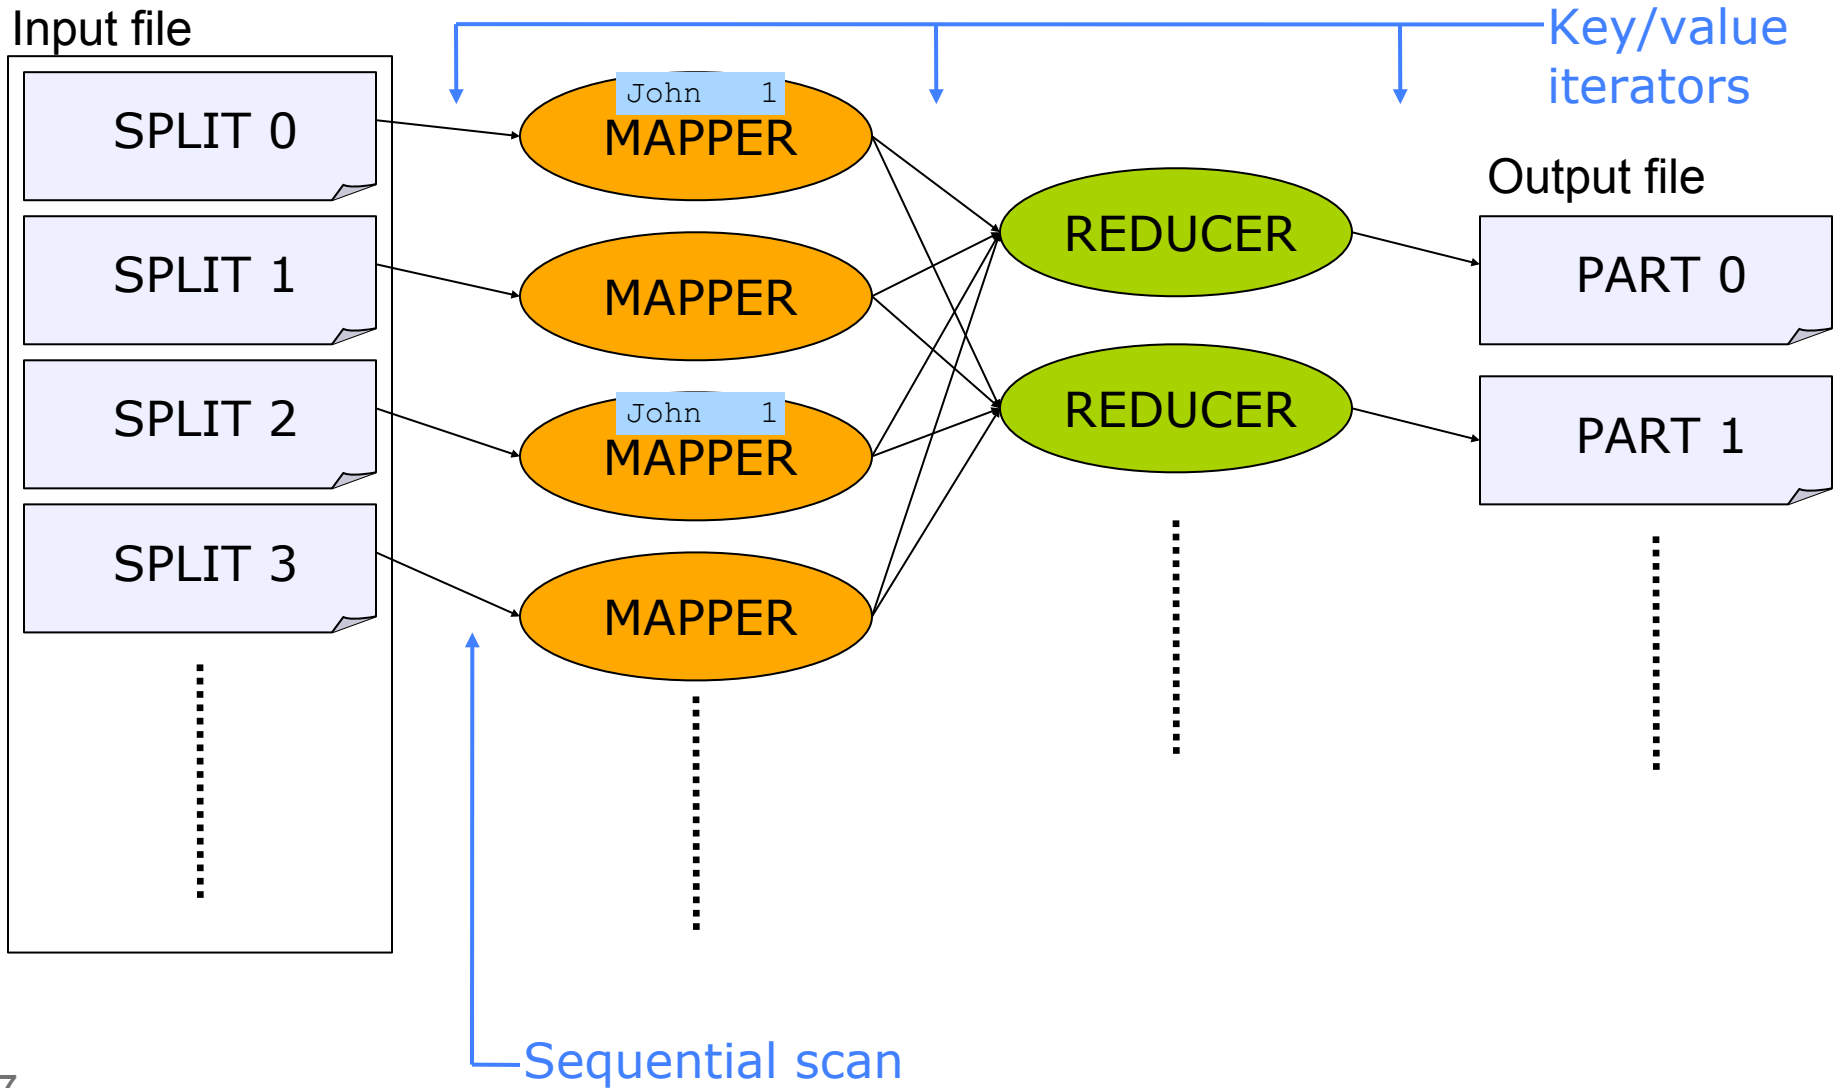 Input file
Key/value
iterators
SPLIT 0
John 1
MAPPER
Output file
SPLIT 1
MAPPER
REDUCER
PART 0
SPLIT 2
John 1
MAPPER
REDUCER
PART 1
SPLIT 3
MAPPER
Sequential scan